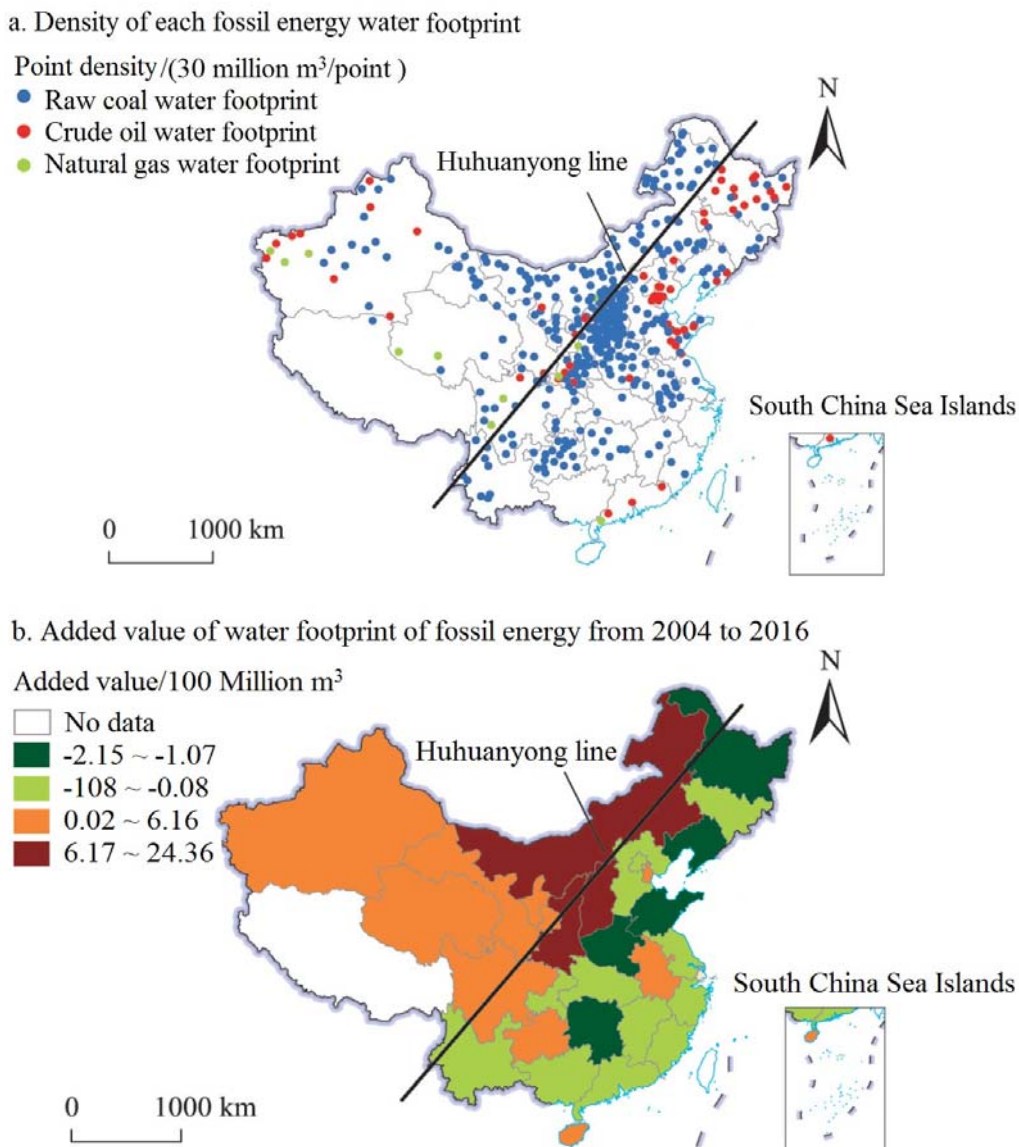 a. Density of each fossil energy water footprint
Point density/(30 million m³/point )
Raw coal water footprint
Crude oil water footprint
Natural gas water footprint
Huhuanyong line
N
South China Sea Islands
0 1000 km
b. Added value of water footprint of fossil energy from 2004 to 2016
Added value/100 Million m³
No data
-2.15 ~ -1.07
-108 ~ -0.08
0.02 ~ 6.16
6.17 ~ 24.36
Huhuanyong line
N
South China Sea Islands
0 1000 km